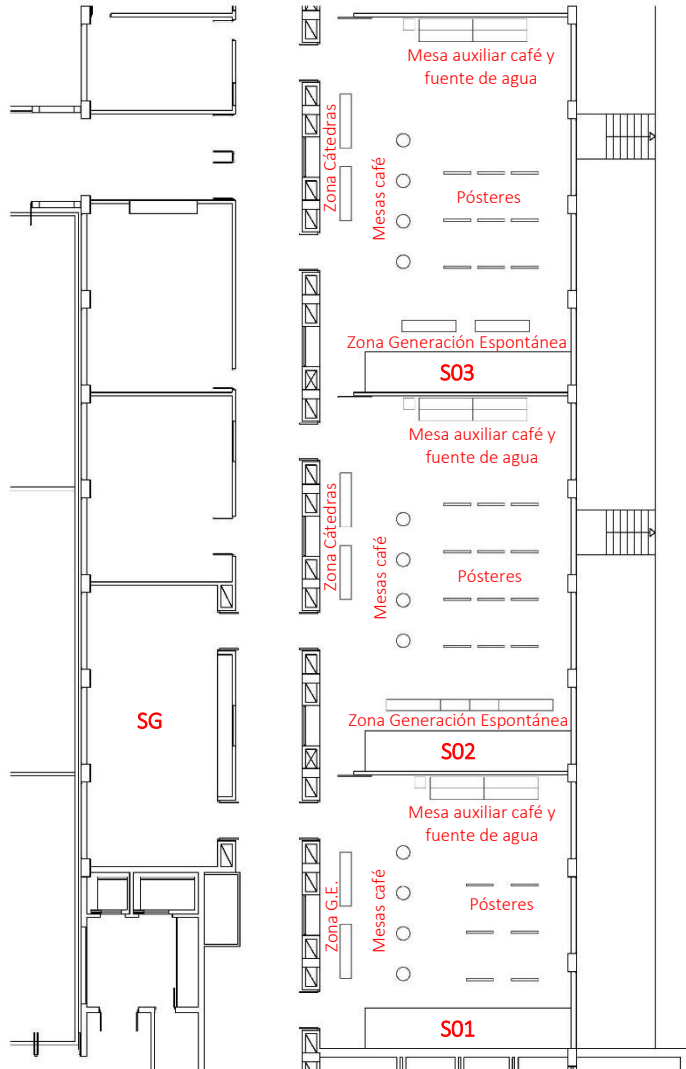 Mesa auxiliar café y
fuente de agua
Zona Cátedras
Mesas café
Pósteres
Zona Generación Espontánea
S03
Mesa auxiliar café y
fuente de agua
Zona Cátedras
Mesas café
Pósteres
Zona Generación Espontánea
SG
S02
Mesa auxiliar café y
fuente de agua
Zona G.E.
Mesas café
Pósteres
S01